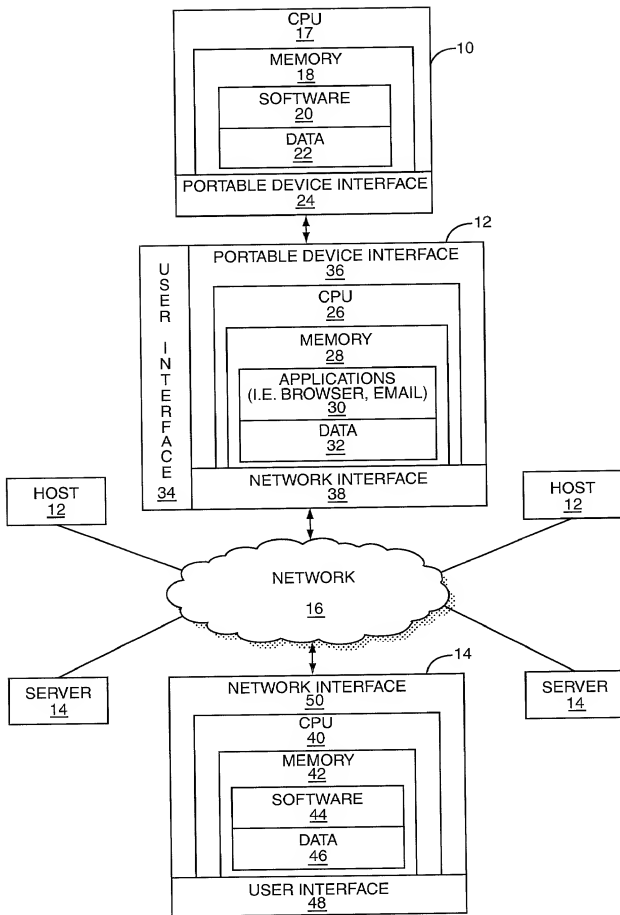 CPU
17
10
MEMORY
18
SOFTWARE
20
DATA
22
PORTABLE DEVICE INTERFACE
24
12
USER INTERFACE
34
PORTABLE DEVICE INTERFACE
36
CPU
26
MEMORY
28
APPLICATIONS
(I.E. BROWSER, EMAIL)
30
DATA
32
NETWORK INTERFACE
38
HOST
12
HOST
12
NETWORK
16
SERVER
14
SERVER
14
14
NETWORK INTERFACE
50
CPU
40
MEMORY
42
SOFTWARE
44
DATA
46
USER INTERFACE
48